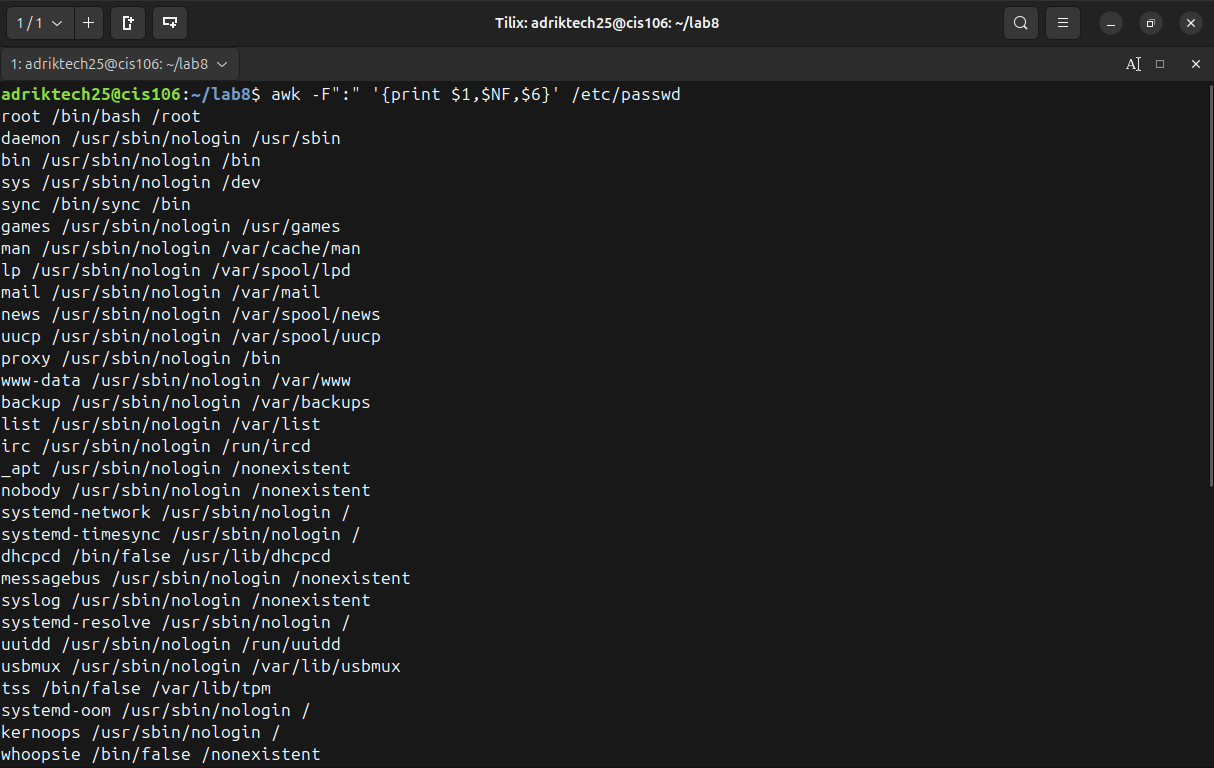 1 / 1
Tilix: adriktech25@cis106: ~/lab8
1: adriktech25@cis106: ~/lab8
adriktech25@cis106:~/lab8$ awk -F":" '{print $1,$NF,$6}' /etc/passwd
root /bin/bash /root
daemon /usr/sbin/nologin /usr/sbin
bin /usr/sbin/nologin /bin
sys /usr/sbin/nologin /dev
sync /bin/sync /bin
games /usr/sbin/nologin /usr/games
man /usr/sbin/nologin /var/cache/man
lp /usr/sbin/nologin /var/spool/lpd
mail /usr/sbin/nologin /var/mail
news /usr/sbin/nologin /var/spool/news
uucp /usr/sbin/nologin /var/spool/uucp
proxy /usr/sbin/nologin /bin
www-data /usr/sbin/nologin /var/www
backup /usr/sbin/nologin /var/backups
list /usr/sbin/nologin /var/list
irc /usr/sbin/nologin /run/ircd
_apt /usr/sbin/nologin /nonexistent
nobody /usr/sbin/nologin /nonexistent
systemd-network /usr/sbin/nologin /
systemd-timesync /usr/sbin/nologin /
dhcpcd /bin/false /usr/lib/dhcpcd
messagebus /usr/sbin/nologin /nonexistent
syslog /usr/sbin/nologin /nonexistent
systemd-resolve /usr/sbin/nologin /
uuidd /usr/sbin/nologin /run/uuidd
usbmux /usr/sbin/nologin /var/lib/usbmux
tss /bin/false /var/lib/tpm
systemd-oom /usr/sbin/nologin /
kernoops /usr/sbin/nologin /
whoopsie /bin/false /nonexistent